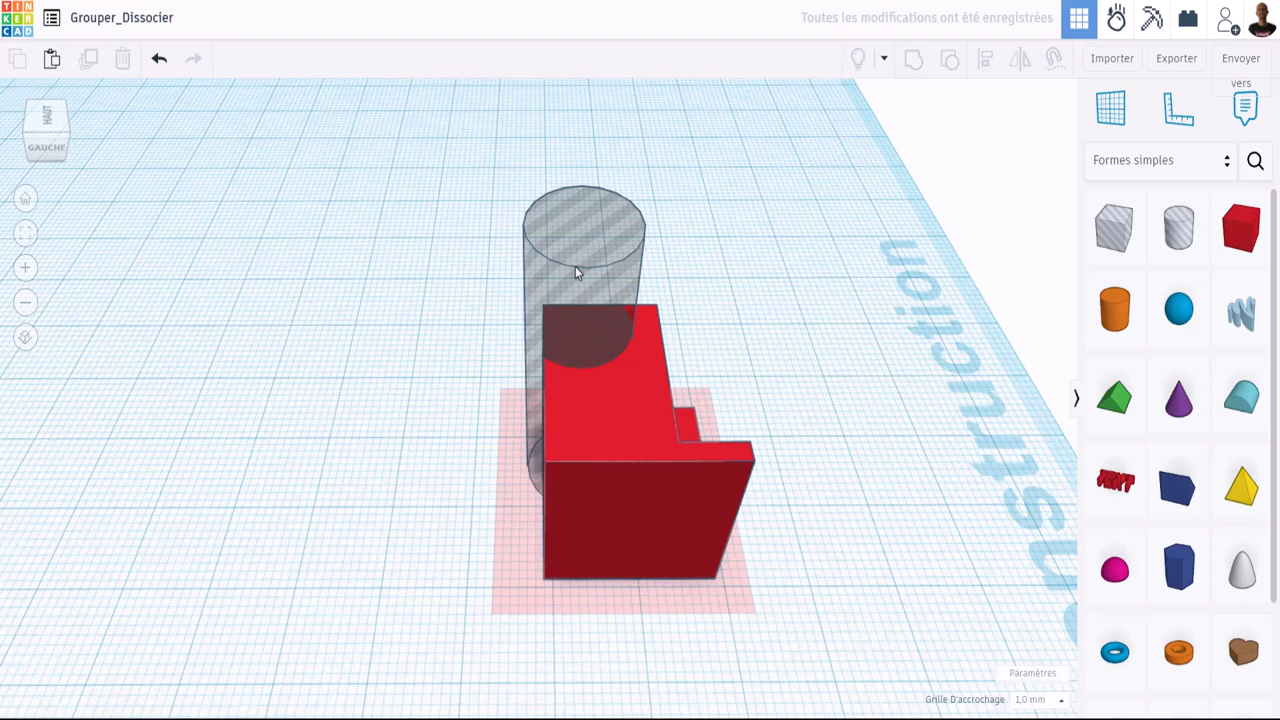 TIN
KER
CAD
Grouper_Dissocier
Toutes les modifications ont été enregistrées
Importer
Exporter
Envoyer
vers
HAUT
GAUCHE
Formes simples
TEXT
nstruction
Paramètres
Grille D'accrochage
1,0 mm